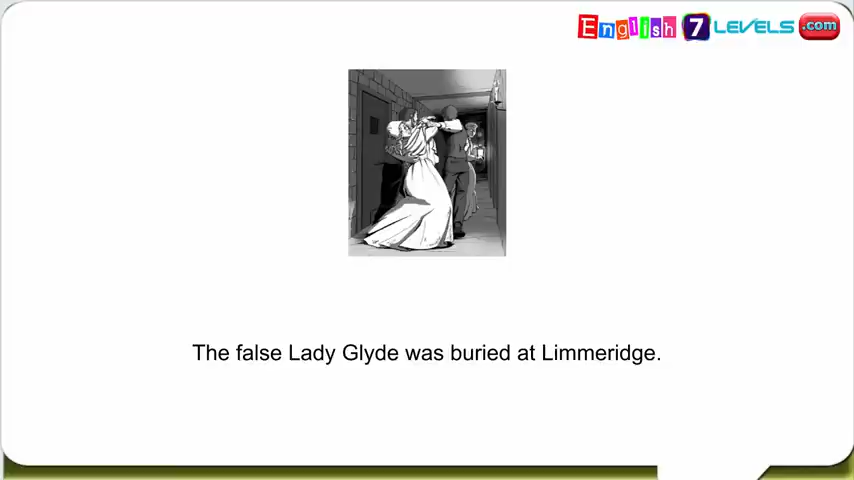 English 7 LEVELS .com
The false Lady Glyde was buried at Limmeridge.